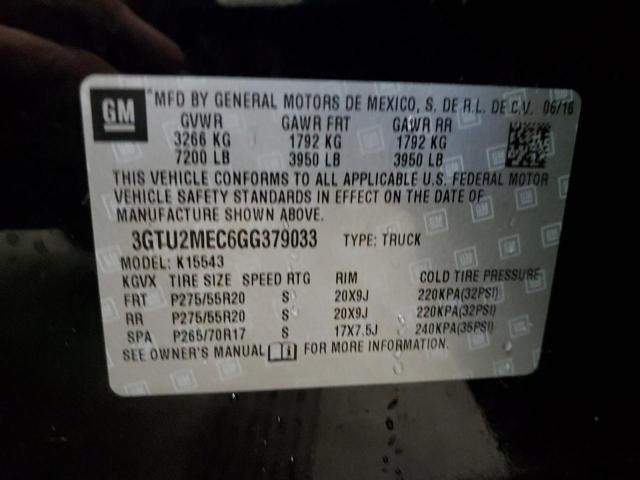 GM
*MFD BY GENERAL MOTORS DE MEXICO, S. DE R.L. DE C.V. 06/16
GVWR GAWR FRT GAWR RR
3266 KG 1792 KG 1792 KG
7200 LB 3950 LB 3950 LB
THIS VEHICLE CONFORMS TO ALL APPLICABLE U.S. FEDERAL MOTOR
VEHICLE SAFETY STANDARDS IN EFFECT ON THE DATE OF
MANUFACTURE SHOWN ABOVE.
3GTU2MEC6GG379033 TYPE: TRUCK
MODEL: K15543
KGVX TIRE SIZE SPEED RTG RIM COLD TIRE PRESSURE
FRT P275/55R20 S 20X9J 220KPA(32PSI)
RR P275/55R20 S 20X9J 220KPA(32PSI)
SPA P265/70R17 S 17X7.5J 240KPA(35PSI)
SEE OWNER'S MANUAL FOR MORE INFORMATION.